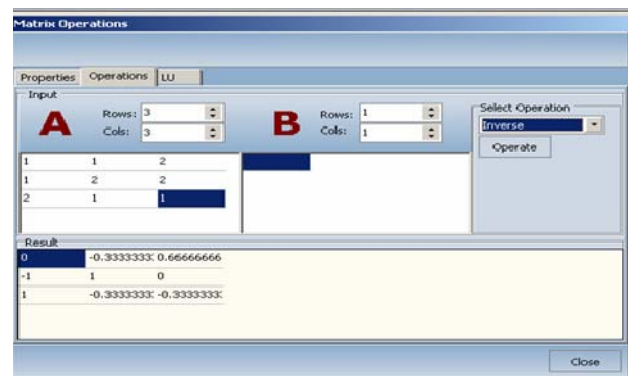 Matrix Operations
Properties Operations LU
Input
A Rows: 3 B Rows: 1 Select Operation
Cols: 3 Cols: 1 Inverse
Operate
1 1 2
1 2 2
2 1 1
Result
0 -0.3333333 0.66666666
-1 1 0
1 -0.3333333 -0.3333333
Close